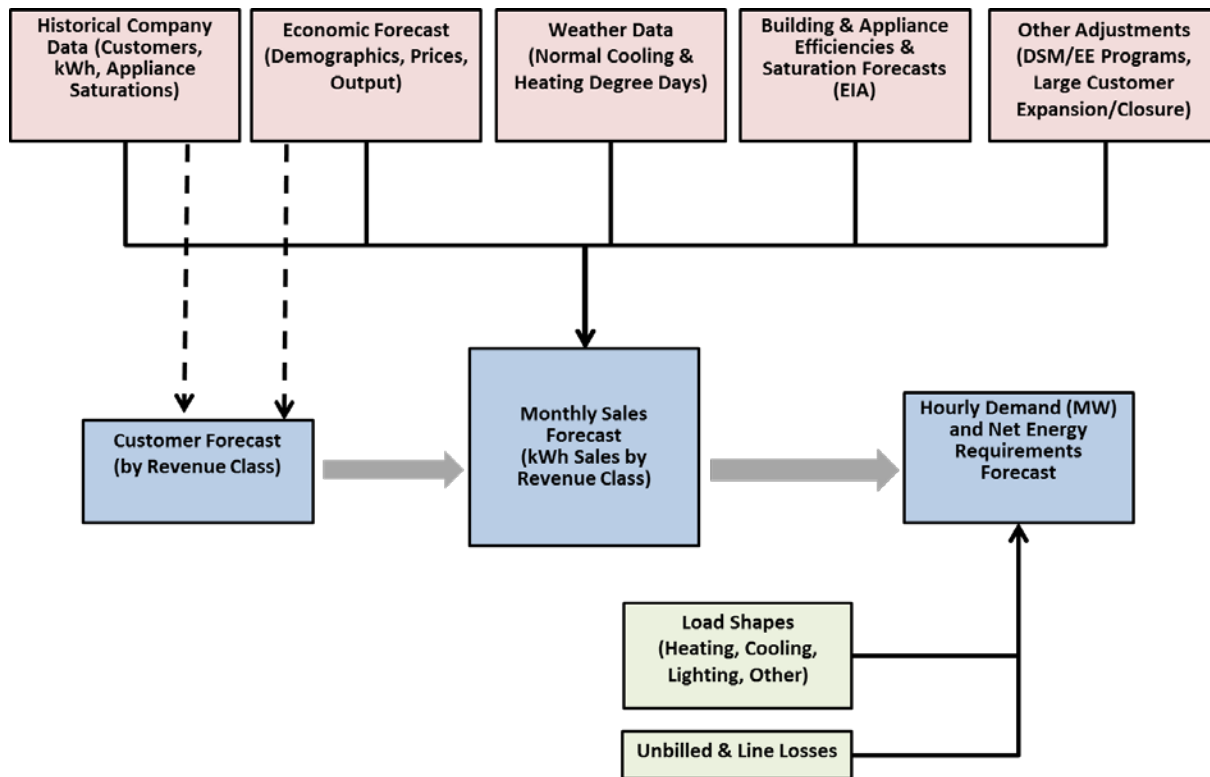 Historical Company
Data (Customers,
kWh, Appliance
Saturations)
Economic Forecast
(Demographics, Prices,
Output)
Weather Data
(Normal Cooling &
Heating Degree Days)
Building & Appliance
Efficiencies &
Saturation Forecasts
(EIA)
Other Adjustments
(DSM/EE Programs,
Large Customer
Expansion/Closure)
Customer Forecast
(by Revenue Class)
Monthly Sales
Forecast
(kWh Sales by
Revenue Class)
Hourly Demand (MW)
and Net Energy
Requirements
Forecast
Load Shapes
(Heating, Cooling,
Lighting, Other)
Unbilled & Line Losses